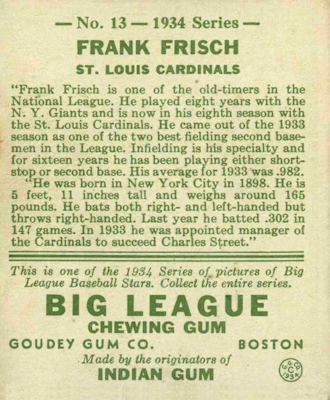 — No. 13 — 1934 Series —
FRANK FRISCH
ST. LOUIS CARDINALS
"Frank Frisch is one of the old-timers in the
National League. He played eight years with the
N. Y. Giants and is now in his eighth season with
the St. Louis Cardinals. He came out of the 1933
season as one of the two best fielding second base-
men in the League. Infielding is his specialty and
for sixteen years he has been playing either short-
stop or second base. His average for 1933 was .982.
"He was born in New York City in 1898. He is
5 feet, 11 inches tall and weighs around 165
pounds. He bats both right- and left-handed but
throws right-handed. Last year he batted .302 in
147 games. In 1933 he was appointed manager of
the Cardinals to succeed Charles Street."
This is one of the 1934 Series of pictures of Big
League Baseball Stars. Collect the entire series.
BIG LEAGUE
CHEWING GUM
GOUDEY GUM CO. BOSTON
Made by the originators of
INDIAN GUM
G. G. Co.
C
1934